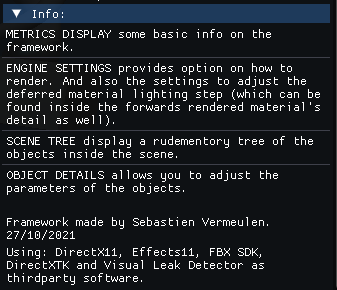 Info:
METRICS DISPLAY some basic info on the
framework.
ENGINE SETTINGS provides option on how to
render. And also the settings to adjust the
deferred material lighting step (which can be
found inside the forwards rendered material's
detail as well).
SCENE TREE display a rudementory tree of the
objects inside the scene.
OBJECT DETAILS allows you to adjust the
parameters of the objects.
Framework made by Sebastien Vermeulen.
27/10/2021
Using: DirectX11, Effects11, FBX SDK,
DirectXTK and Visual Leak Detector as
thirdparty software.